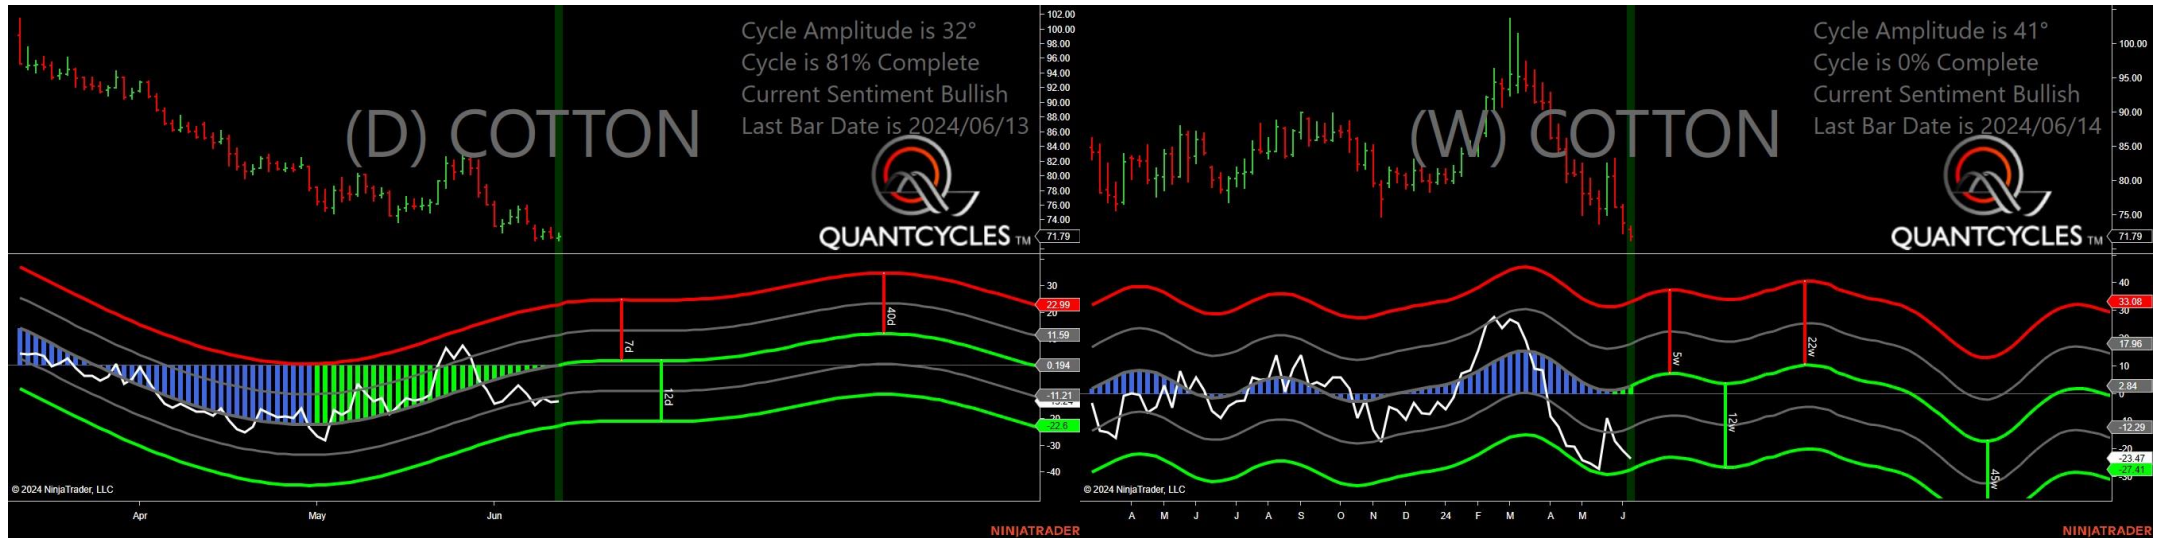 Cycle Amplitude is 32°
Cycle is 81% Complete
Current Sentiment Bullish
Last Bar Date is 2024/06/13
(D) COTTON
QUANTCYCLES TM
102.00
100.00
98.00
96.00
94.00
92.00
90.00
88.00
86.00
84.00
82.00
80.00
78.00
76.00
74.00
71.79
30
22.99
20
11.59
0.194
-11.21
-22.6
-30
-40
7d
12d
40d
© 2024 NinjaTrader, LLC
Apr May Jun
NINJATRADER
Cycle Amplitude is 41°
Cycle is 0% Complete
Current Sentiment Bullish
Last Bar Date is 2024/06/14
(W) COTTON
QUANTCYCLES TM
100.00
95.00
90.00
85.00
80.00
75.00
71.79
40
33.08
30
17.96
10
2.84
0
-12.29
-20
-23.47
-27.41
-30
5w
12w
22w
45w
© 2024 NinjaTrader, LLC
A M J J A S O N D 24 F M A M J
NINJATRADER